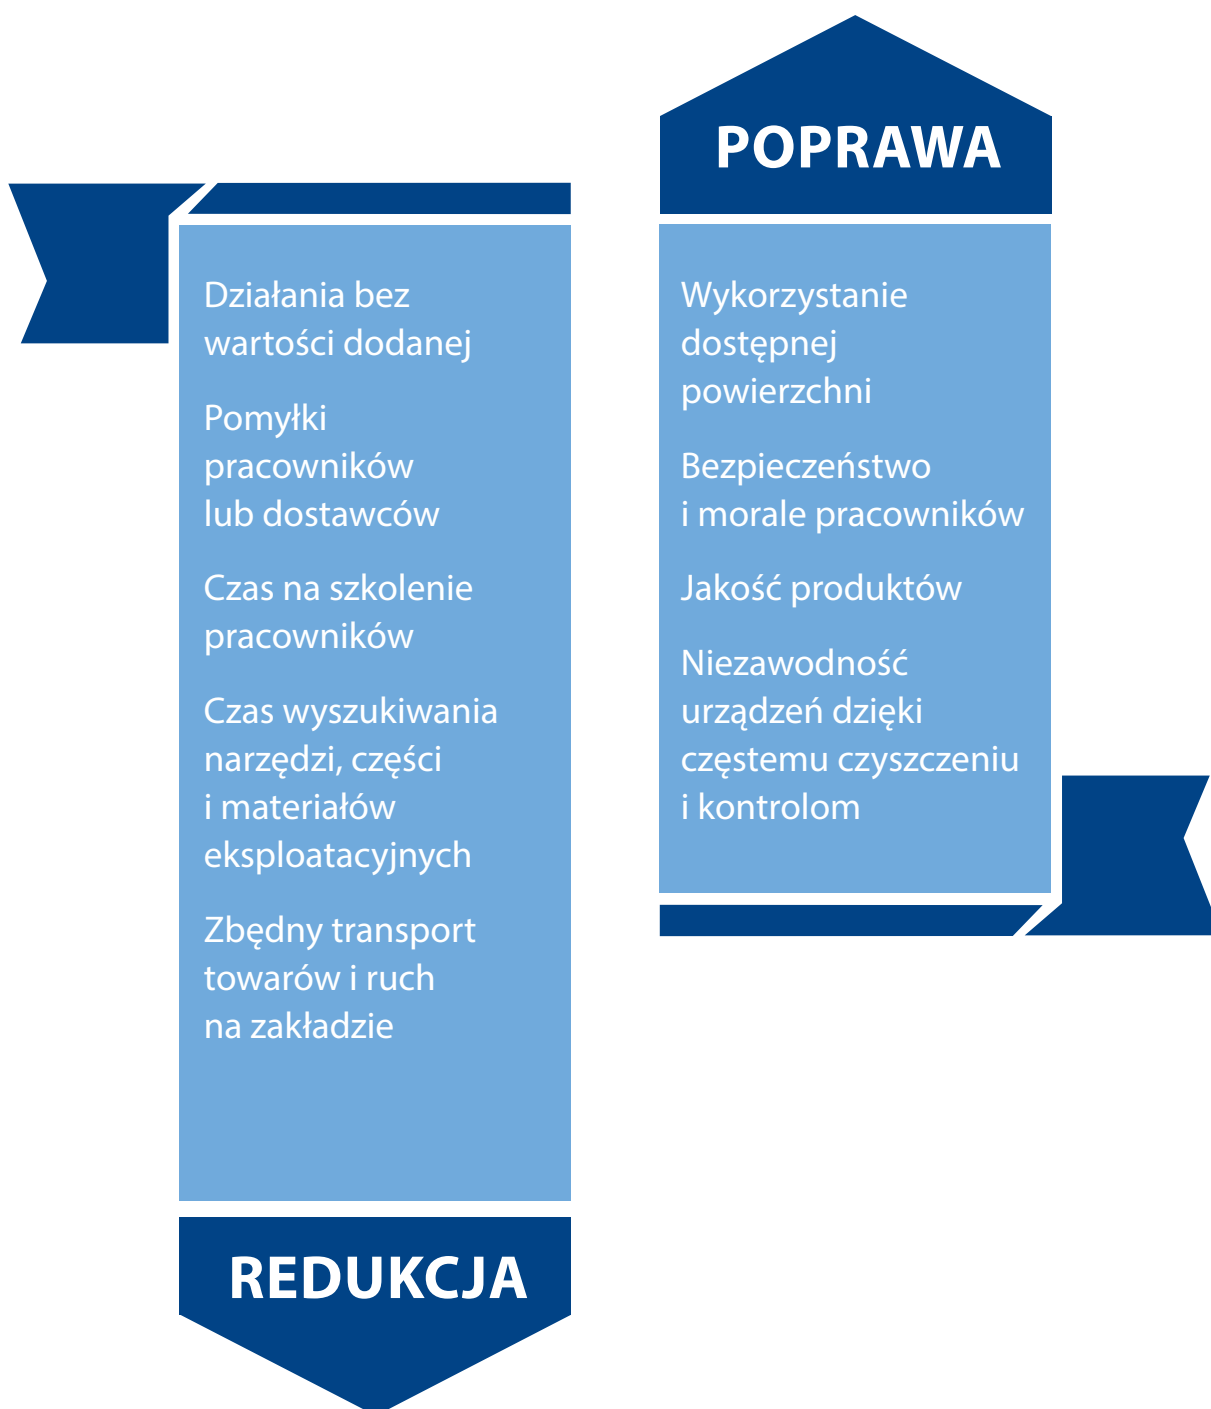 Działania bez
wartości dodanej
Pomyłki
pracowników
lub dostawców
Czas na szkolenie
pracowników
Czas wyszukiwania
narzędzi, części
i materiałów
eksploatacyjnych
Zbędny transport
towarów i ruch
na zakładzie
REDUKCJA
POPRAWA
Wykorzystanie
dostępnej
powierzchni
Bezpieczeństwo
i morale pracowników
Jakość produktów
Niezawodność
urządzeń dzięki
częstemu czyszczeniu
i kontrolom